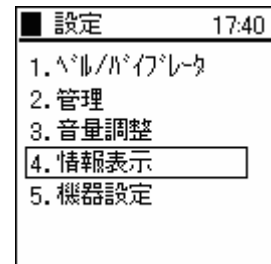 ■ 設定 17:40
1.ﾍﾞﾙ/ﾊﾞｲﾌﾞﾚｰﾀ
2.管理
3.音量調整
4.情報表示
5.機器設定